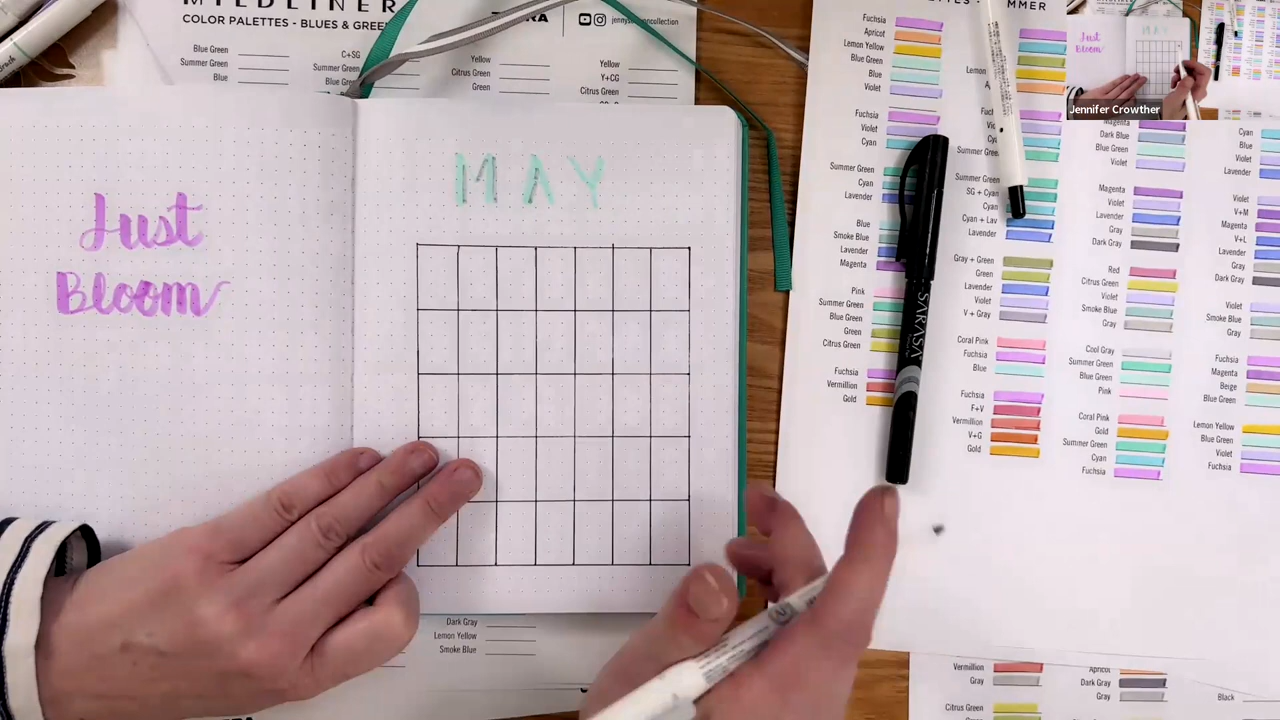 MILDLINER
COLOR PALETTES - BLUES & GREE
Blue Green
Summer Green
Blue
C+SG
Summer Green
Blue
Yellow
Citrus Green
Green
Yellow
Y+CG
Citrus Green
Just
Bloom
MAY
Dark Gray
Lemon Yellow
Smoke Blue
SARASA
MMER
Fuchsia
Apricot
Lemon Yellow
Blue Green
Blue
Violet
Fuchsia
Violet
Cyan
Summer Green
Cyan
Lavender
Blue
Smoke Blue
Lavender
Magenta
Pink
Summer Green
Blue Green
Green
Citrus Green
Fuchsia
Vermillion
Gold
Summer Green
SG + Cyan
Cyan
Cyan + Lav
Lavender
Gray + Green
Green
Lavender
Violet
V + Gray
Coral Pink
Fuchsia
Blue
Fuchsia
F+V
Vermillion
V+G
Gold
Magenta
Dark Blue
Blue Green
Violet
Magenta
Violet
Lavender
Gray
Dark Gray
Red
Citrus Green
Violet
Smoke Blue
Gray
Cool Gray
Summer Green
Blue Green
Pink
Coral Pink
Gold
Summer Green
Cyan
Fuchsia
Cyan
Blue
Violet
Lavender
Violet
V+M
Magenta
V+L
Lavender
Gray
Dark Gray
Violet
Smoke Blue
Gray
Fuchsia
Magenta
Beige
Blue Green
Lemon Yellow
Blue Green
Violet
Fuchsia
Vermillion
Gray
Citrus Green
Apricot
Dark Gray
Gray
Black
Just
Bloom
MAY
Jennifer Crowther